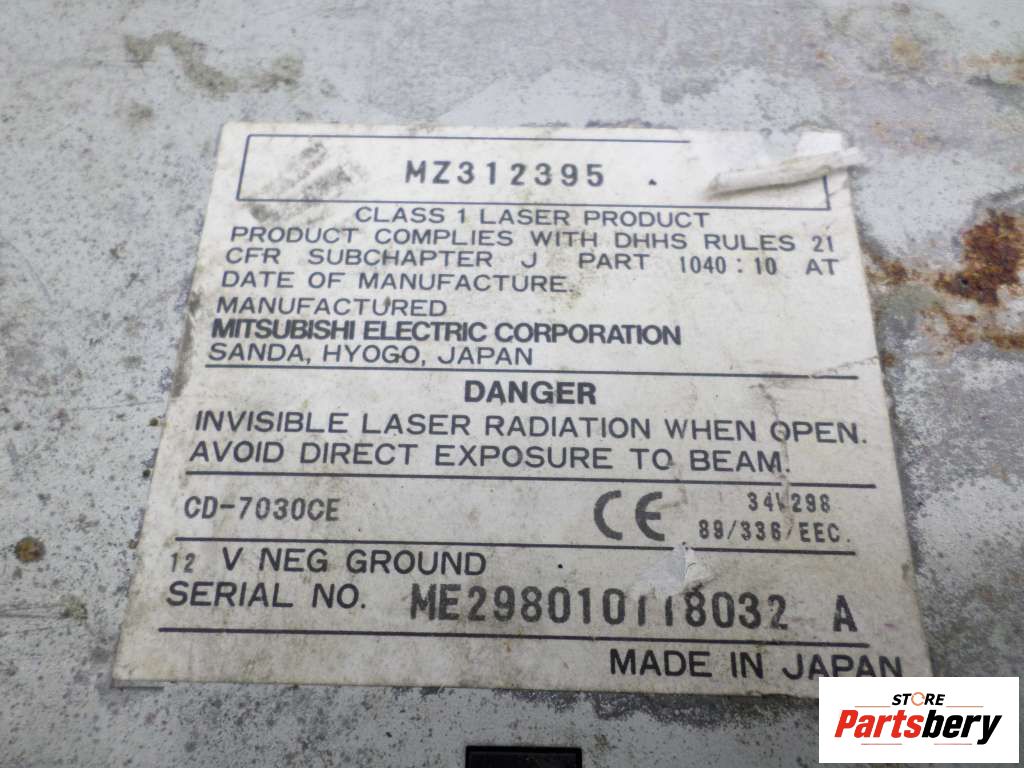 MZ312395
CLASS 1 LASER PRODUCT
PRODUCT COMPLIES WITH DHHS RULES 21
CFR SUBCHAPTER J PART 1040:10 AT
DATE OF MANUFACTURE.
MANUFACTURED
MITSUBISHI ELECTRIC CORPORATION
SANDA, HYOGO, JAPAN
DANGER
INVISIBLE LASER RADIATION WHEN OPEN.
AVOID DIRECT EXPOSURE TO BEAM.
CD-7030CE CE
89/336/EEC.
12 V NEG GROUND
SERIAL NO. ME298010118032 A
MADE IN JAPAN
STORE
Partsbery